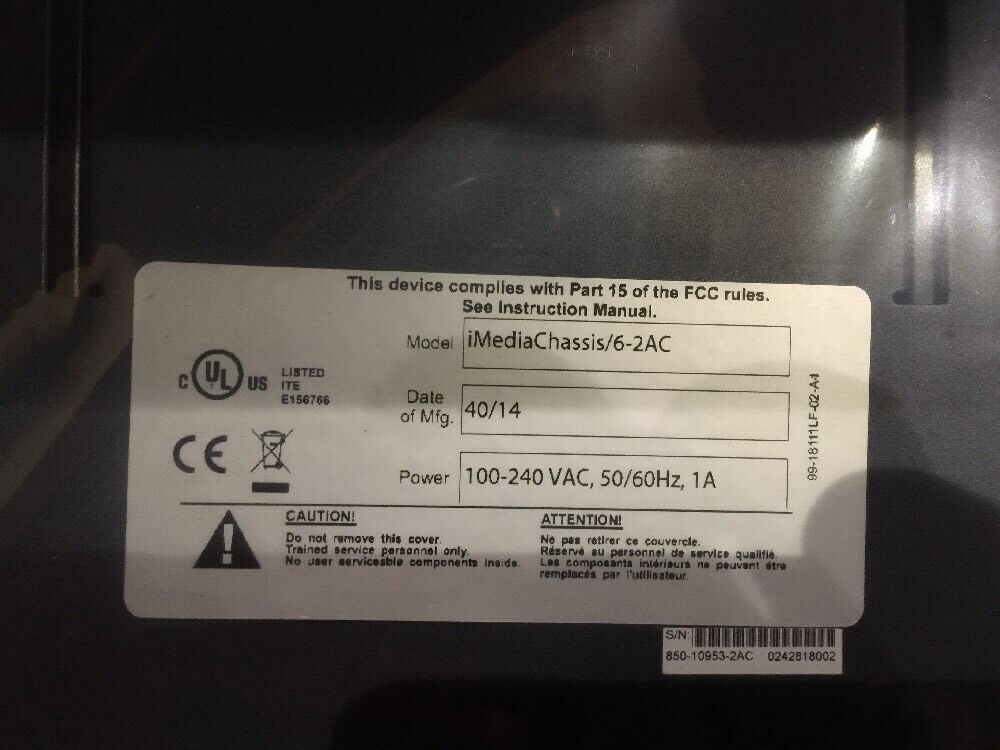 This device complies with Part 15 of the FCC rules.
See Instruction Manual.
Model iMediaChassis/6-2AC
C UL US LISTED
ITE
E156766
Date
of Mfg. 40/14
CE
Power 100-240 VAC, 50/60Hz, 1A
99-18111LF-02-A4
CAUTION!
Do not remove this cover.
Trained service personnel only.
No user serviceable components inside.
ATTENTION!
Ne pas retirer ce couvercle.
Réservé au personnel de service qualifié.
Les composants intérieurs ne peuvent être
remplacés par l'utilisateur.
S/N:
850-10953-2AC 0242818002